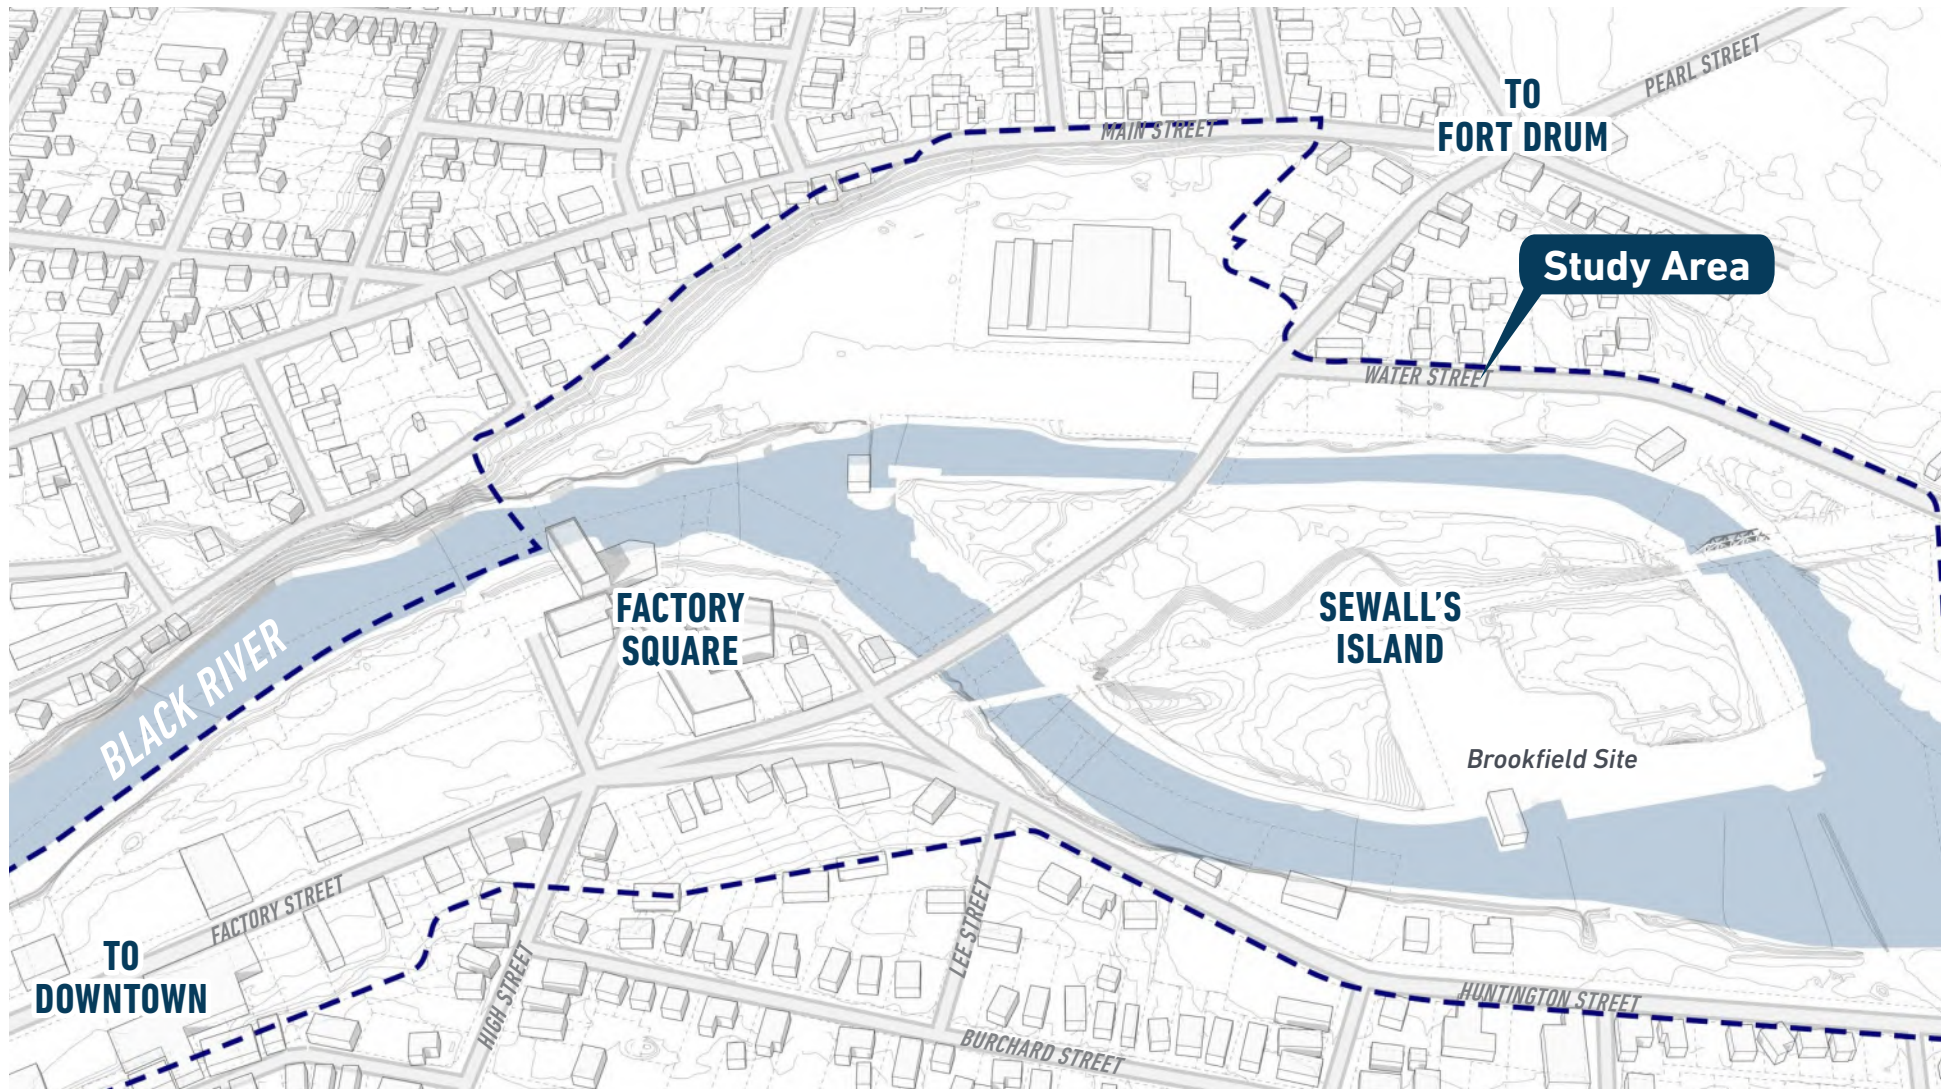 PEARL STREET
TO
FORT DRUM
MAIN STREET
Study Area
WATER STREET
FACTORY
SQUARE
SEWALL'S
ISLAND
BLACK RIVER
Brookfield Site
FACTORY STREET
LEE STREET
TO
DOWNTOWN
HIGH STREET
HUNTINGTON STREET
BURCHARD STREET